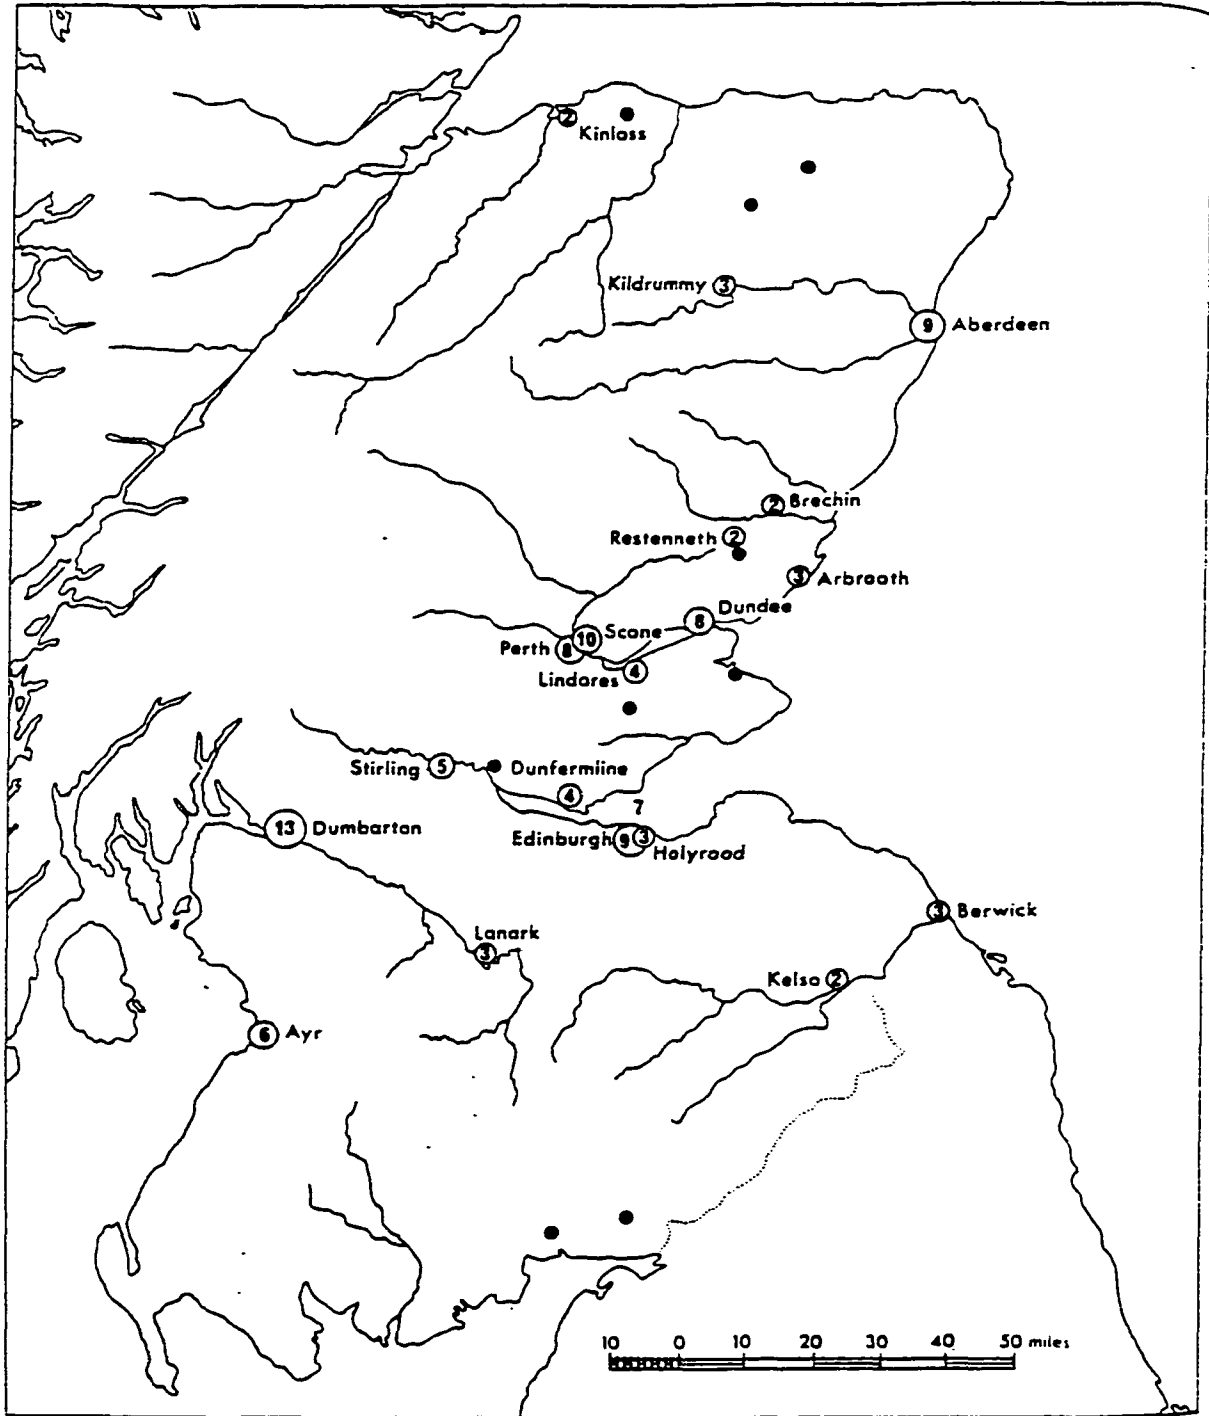 2
Kinloss
Kildrummy 3
9 Aberdeen
2 Brechin
Restenneth 2
3 Arbroath
Dundee
10 Scone
Perth 8
Lindores 4
Stirling 5
Dunfermline
4
7
13 Dumbarton
Edinburgh 9 3
Holyrood
3 Berwick
Lanark
3
Kelso 2
6 Ayr
10 0 10 20 30 40 50 miles